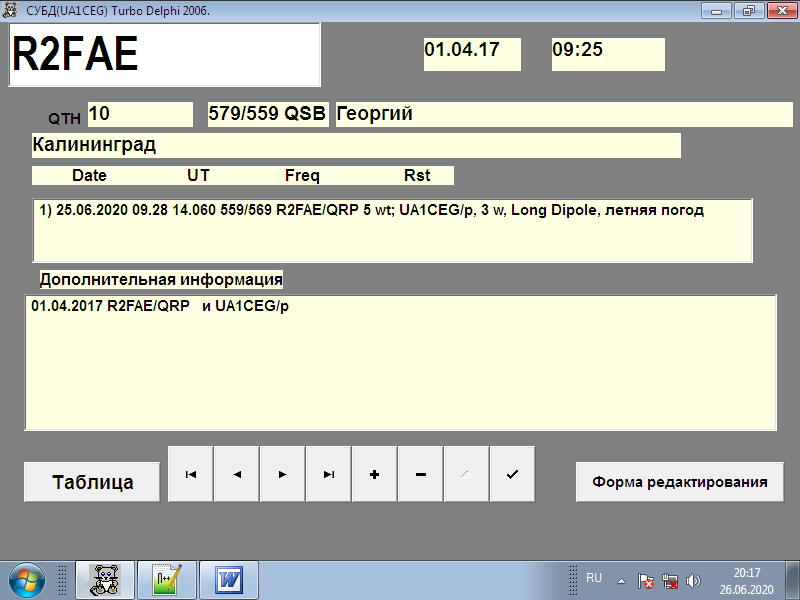 СУБД(UA1CEG) Turbo Delphi 2006.
R2FAE
01.04.17 09:25
QTH 10 579/559 QSB Георгий
Калининград
Date UT Freq Rst
1) 25.06.2020 09.28 14.060 559/569 R2FAE/QRP 5 wt; UA1CEG/p, 3 w, Long Dipole, летняя погод
Дополнительная информация
01.04.2017 R2FAE/QRP и UA1CEG/p
Таблица Форма редактирования
RU 20:17
26.06.2020